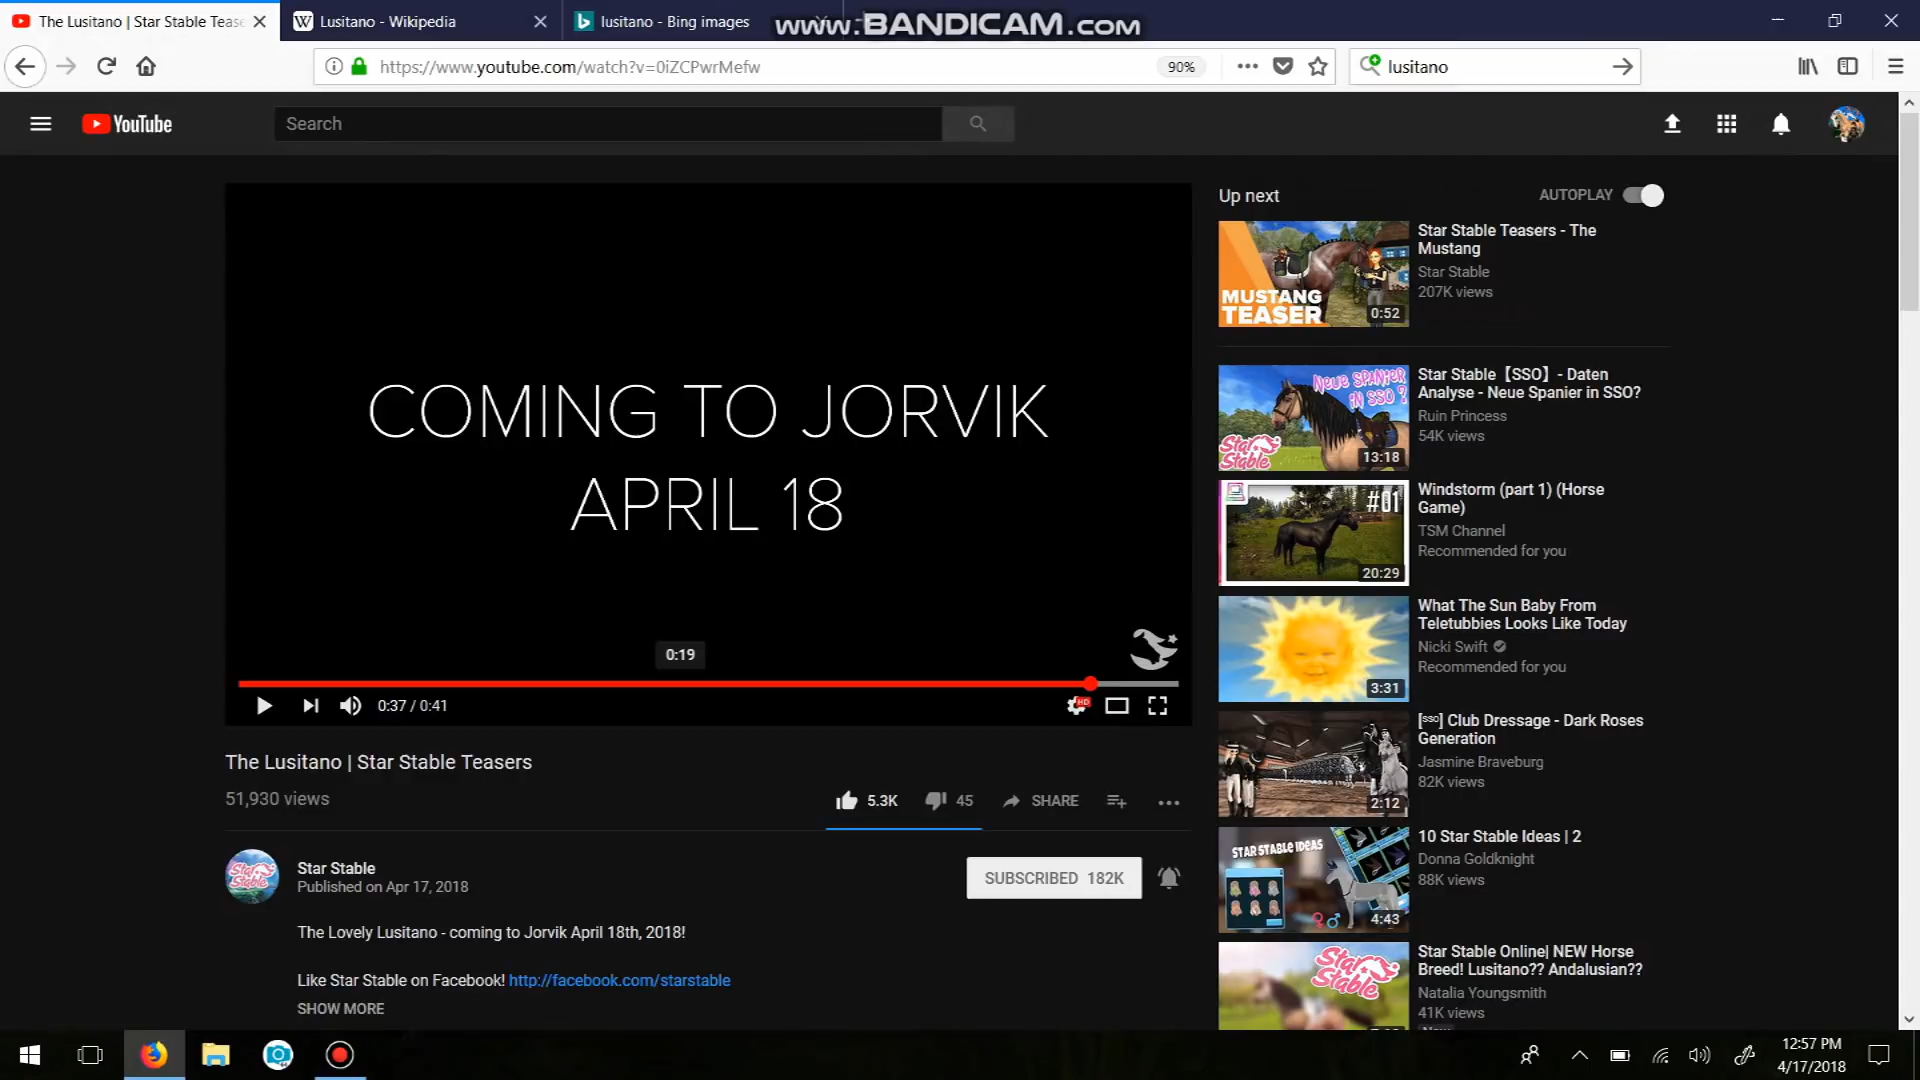 The Lusitano | Star Stable Tease
Lusitano - Wikipedia
lusitano - Bing images
www.BANDICAM.com
https://www.youtube.com/watch?v=0iZCPwrMefw
90%
lusitano
YouTube
Search
COMING TO JORVIK
APRIL 18
0:19
0:37 / 0:41
HD
The Lusitano | Star Stable Teasers
51,930 views
5.3K
45
SHARE
Star Stable
Star Stable
Published on Apr 17, 2018
SUBSCRIBED 182K
The Lovely Lusitano - coming to Jorvik April 18th, 2018!
Like Star Stable on Facebook! http://facebook.com/starstable
SHOW MORE
Up next
AUTOPLAY
MUSTANG
TEASER
0:52
Star Stable Teasers - The
Mustang
Star Stable
207K views
NEUE SPANIER
IN SSO ?
Star
Stable
13:18
Star Stable【SSO】- Daten
Analyse - Neue Spanier in SSO?
Ruin Princess
54K views
#01
20:29
Windstorm (part 1) (Horse
Game)
TSM Channel
Recommended for you
3:31
What The Sun Baby From
Teletubbies Looks Like Today
Nicki Swift
Recommended for you
2:12
[sso] Club Dressage - Dark Roses
Generation
Jasmine Braveburg
82K views
STAR STABLE IDEAS
4:43
10 Star Stable Ideas | 2
Donna Goldknight
88K views
Star
Stable
Star Stable Online| NEW Horse
Breed! Lusitano?? Andalusian??
Natalia Youngsmith
41K views
12:57 PM
4/17/2018